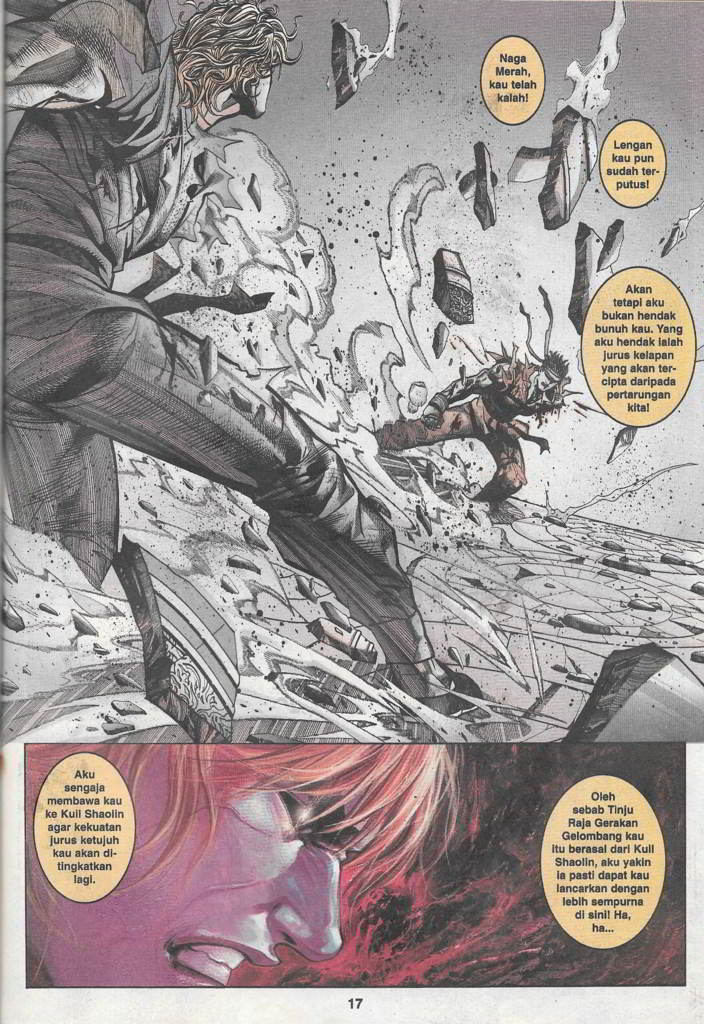 Naga
Merah,
kau telah
kalah!
Lengan
kau pun
sudah ter-
putus!
Akan
tetapi aku
bukan hendak
bunuh kau. Yang
aku hendak ialah
jurus kelapan
yang akan ter-
cipta daripada
pertarungan
kita!
Aku
sengaja
membawa kau
ke Kuil Shaolin
agar kekuatan
jurus ketujuh
kau akan di-
tingkatkan
lagi.
Oleh
sebab Tinju
Raja Gerakan
Gelombang kau
itu berasal dari Kuil
Shaolin, aku yakin
ia pasti dapat kau
lancarkan dengan
lebih sempurna
di sini! Ha,
ha...
17